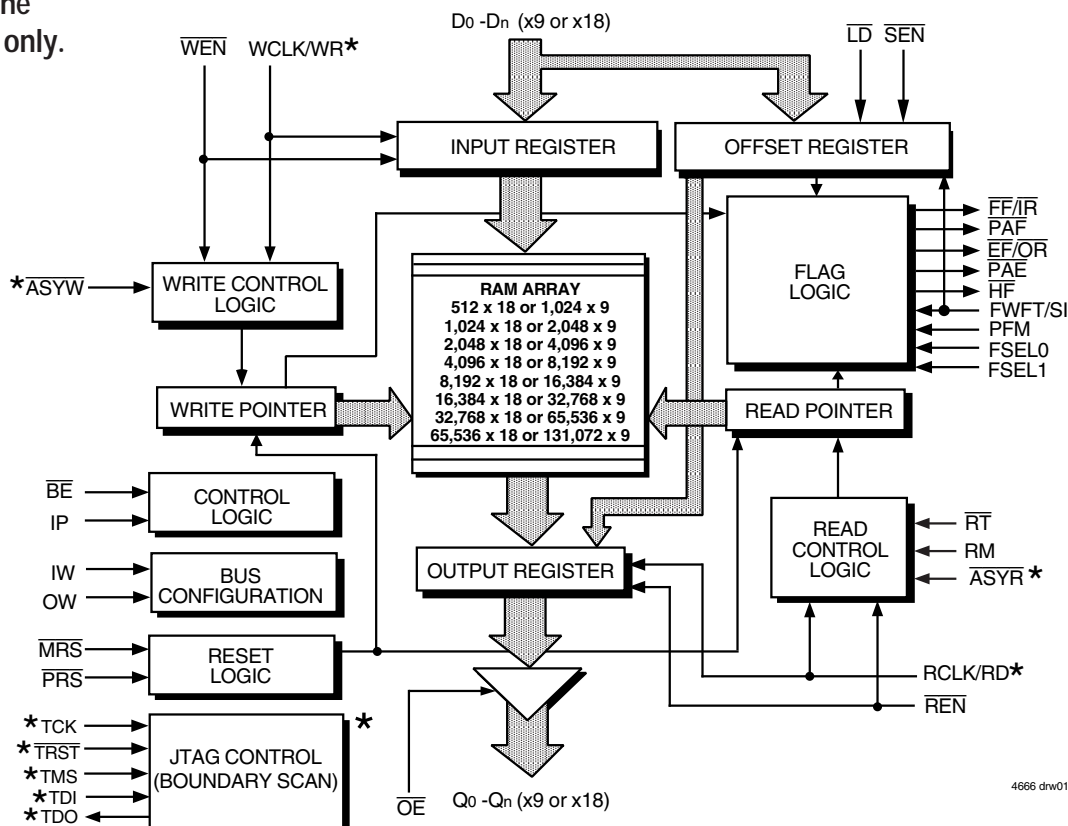 ne
only.
D0 -Dn (x9 or x18)
WEN
WCLK/WR*
LD
SEN
INPUT REGISTER
OFFSET REGISTER
*ASYW
WRITE CONTROL
LOGIC
RAM ARRAY
512 x 18 or 1,024 x 9
1,024 x 18 or 2,048 x 9
2,048 x 18 or 4,096 x 9
4,096 x 18 or 8,192 x 9
8,192 x 18 or 16,384 x 9
16,384 x 18 or 32,768 x 9
32,768 x 18 or 65,536 x 9
65,536 x 18 or 131,072 x 9
FLAG
LOGIC
FF/IR
PAF
EF/OR
PAE
HF
FWFT/SI
PFM
FSEL0
FSEL1
WRITE POINTER
READ POINTER
BE
IP
CONTROL
LOGIC
IW
OW
BUS
CONFIGURATION
OUTPUT REGISTER
READ
CONTROL
LOGIC
RT
RM
ASYR*
MRS
PRS
RESET
LOGIC
RCLK/RD*
REN
*TCK
*TRST
*TMS
*TDI
*TDO
JTAG CONTROL
(BOUNDARY SCAN)
*
OE
Q0 -Qn (x9 or x18)
4666 drw01